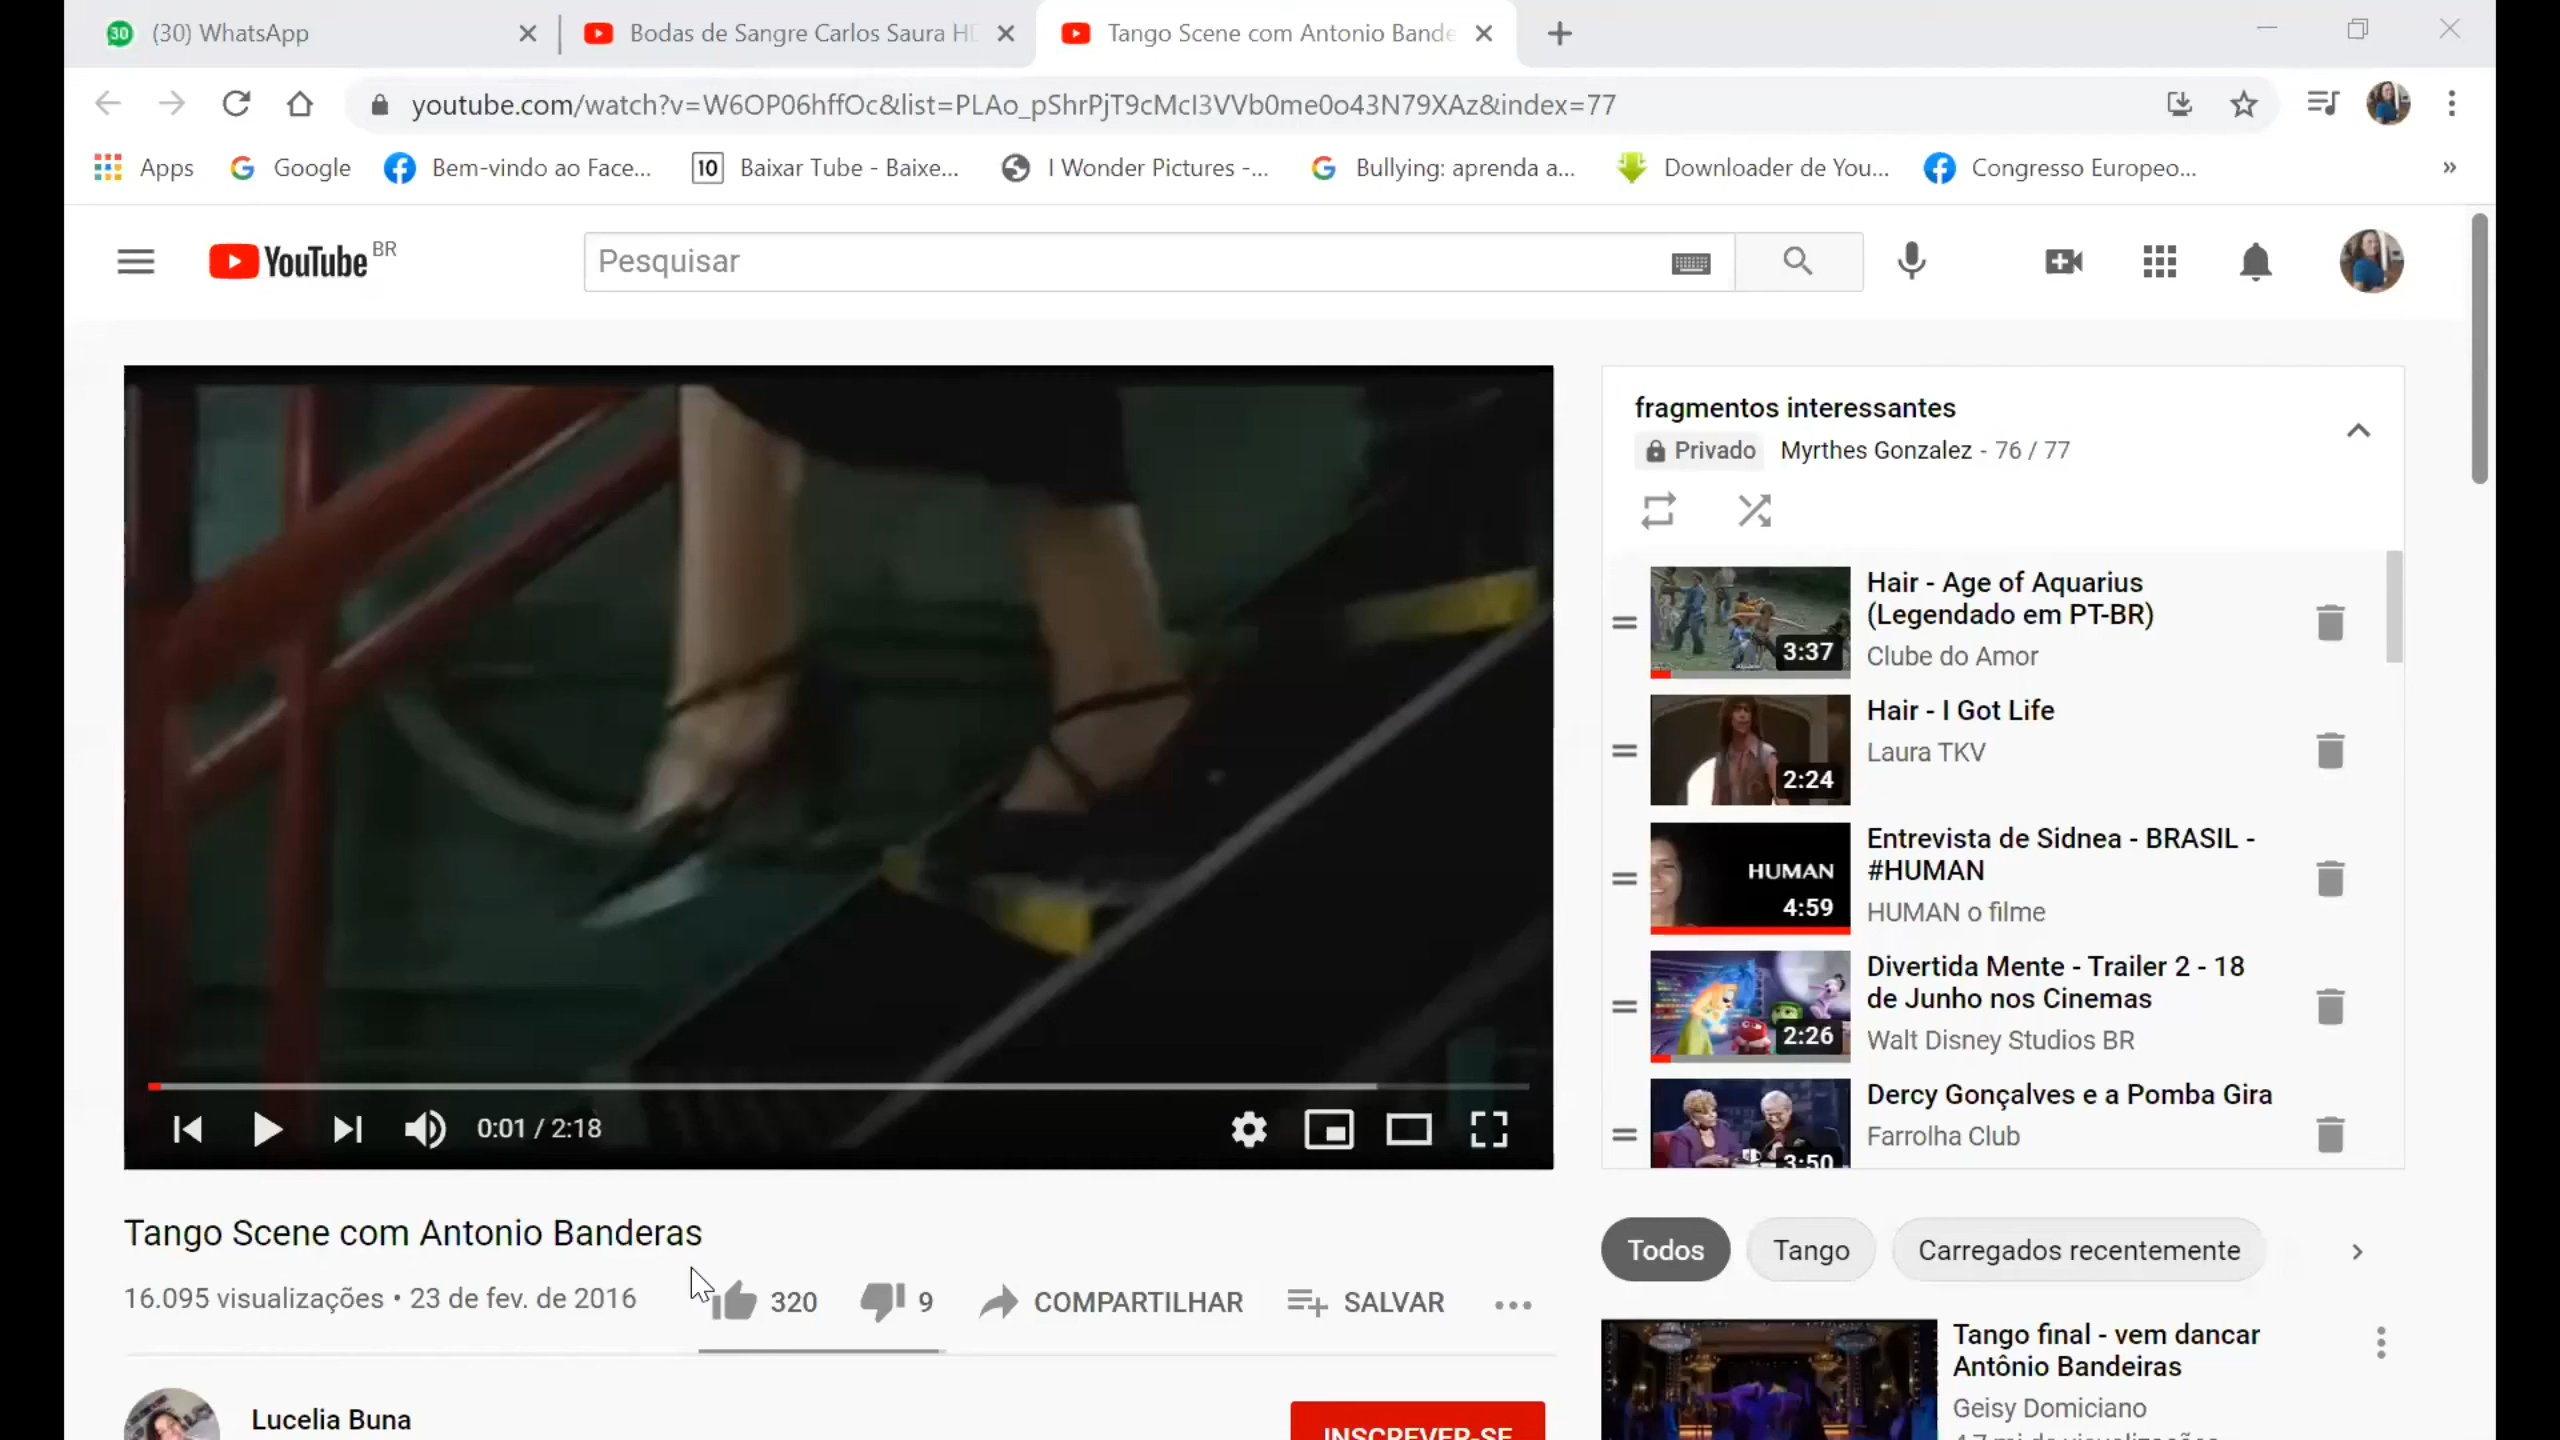 30 (30) WhatsApp
Bodas de Sangre Carlos Saura HD
Tango Scene com Antonio Bande
youtube.com/watch?v=W6OP06hffOc&list=PLAo_pShrPjT9cMcI3VVb0me0o43N79XAz&index=77
Apps
Google
Bem-vindo ao Face...
10 Baixar Tube - Baixe...
I Wonder Pictures -...
Bullying: aprenda a...
Downloader de You...
Congresso Europeo...
»
YouTube BR
Pesquisar
fragmentos interessantes
Privado Myrthes Gonzalez - 76 / 77
Hair - Age of Aquarius
(Legendado em PT-BR)
Clube do Amor
3:37
Hair - I Got Life
Laura TKV
2:24
Entrevista de Sidnea - BRASIL -
#HUMAN
HUMAN o filme
HUMAN
4:59
Divertida Mente - Trailer 2 - 18
de Junho nos Cinemas
Walt Disney Studios BR
2:26
Dercy Gonçalves e a Pomba Gira
Farrolha Club
3:50
0:01 / 2:18
Tango Scene com Antonio Banderas
16.095 visualizações • 23 de fev. de 2016
320
9
COMPARTILHAR
SALVAR
Lucelia Buna
INSCREVER-SE
Todos
Tango
Carregados recentemente
Tango final - vem dancar
Antônio Bandeiras
Geisy Domiciano